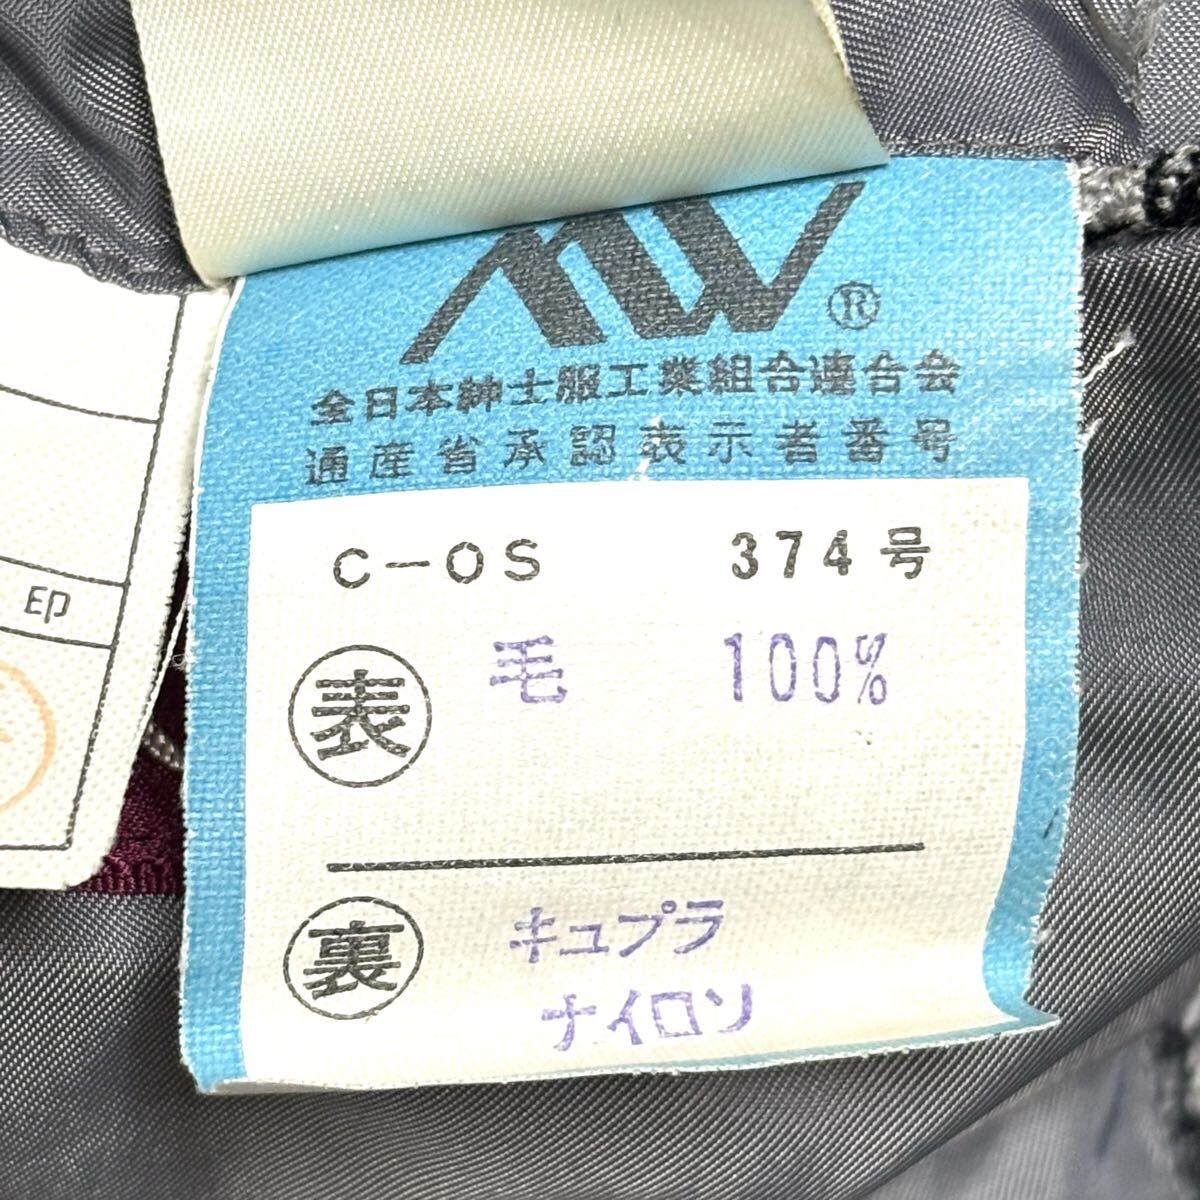 ®
全日本紳士服工業組合連合会
通産省承認表示者番号
C-OS 374号
表 毛 100%
裏 キュプラ
ナイロン
印